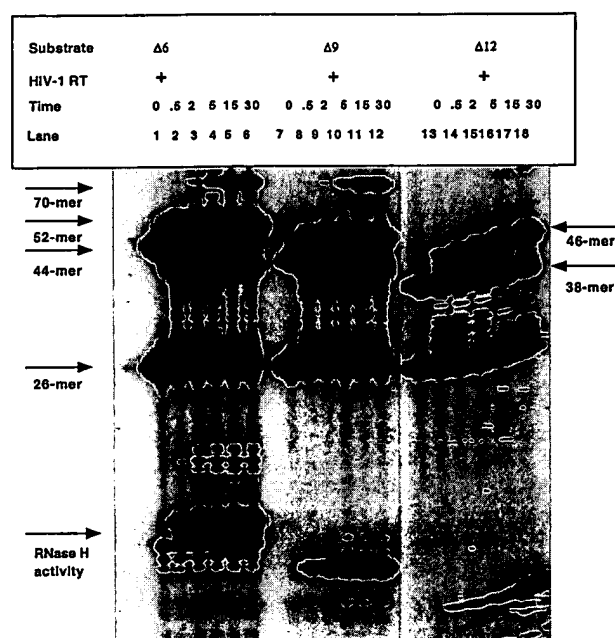 Substrate Δ6 Δ9 Δ12
HIV-1 RT + + +
Time 0 .5 2 5 15 30 0 .5 2 5 15 30 0 .5 2 5 15 30
Lane 1 2 3 4 5 6 7 8 9 10 11 12 13 14 15 16 17 18
70-mer
52-mer
46-mer
44-mer
38-mer
26-mer
RNase H
activity